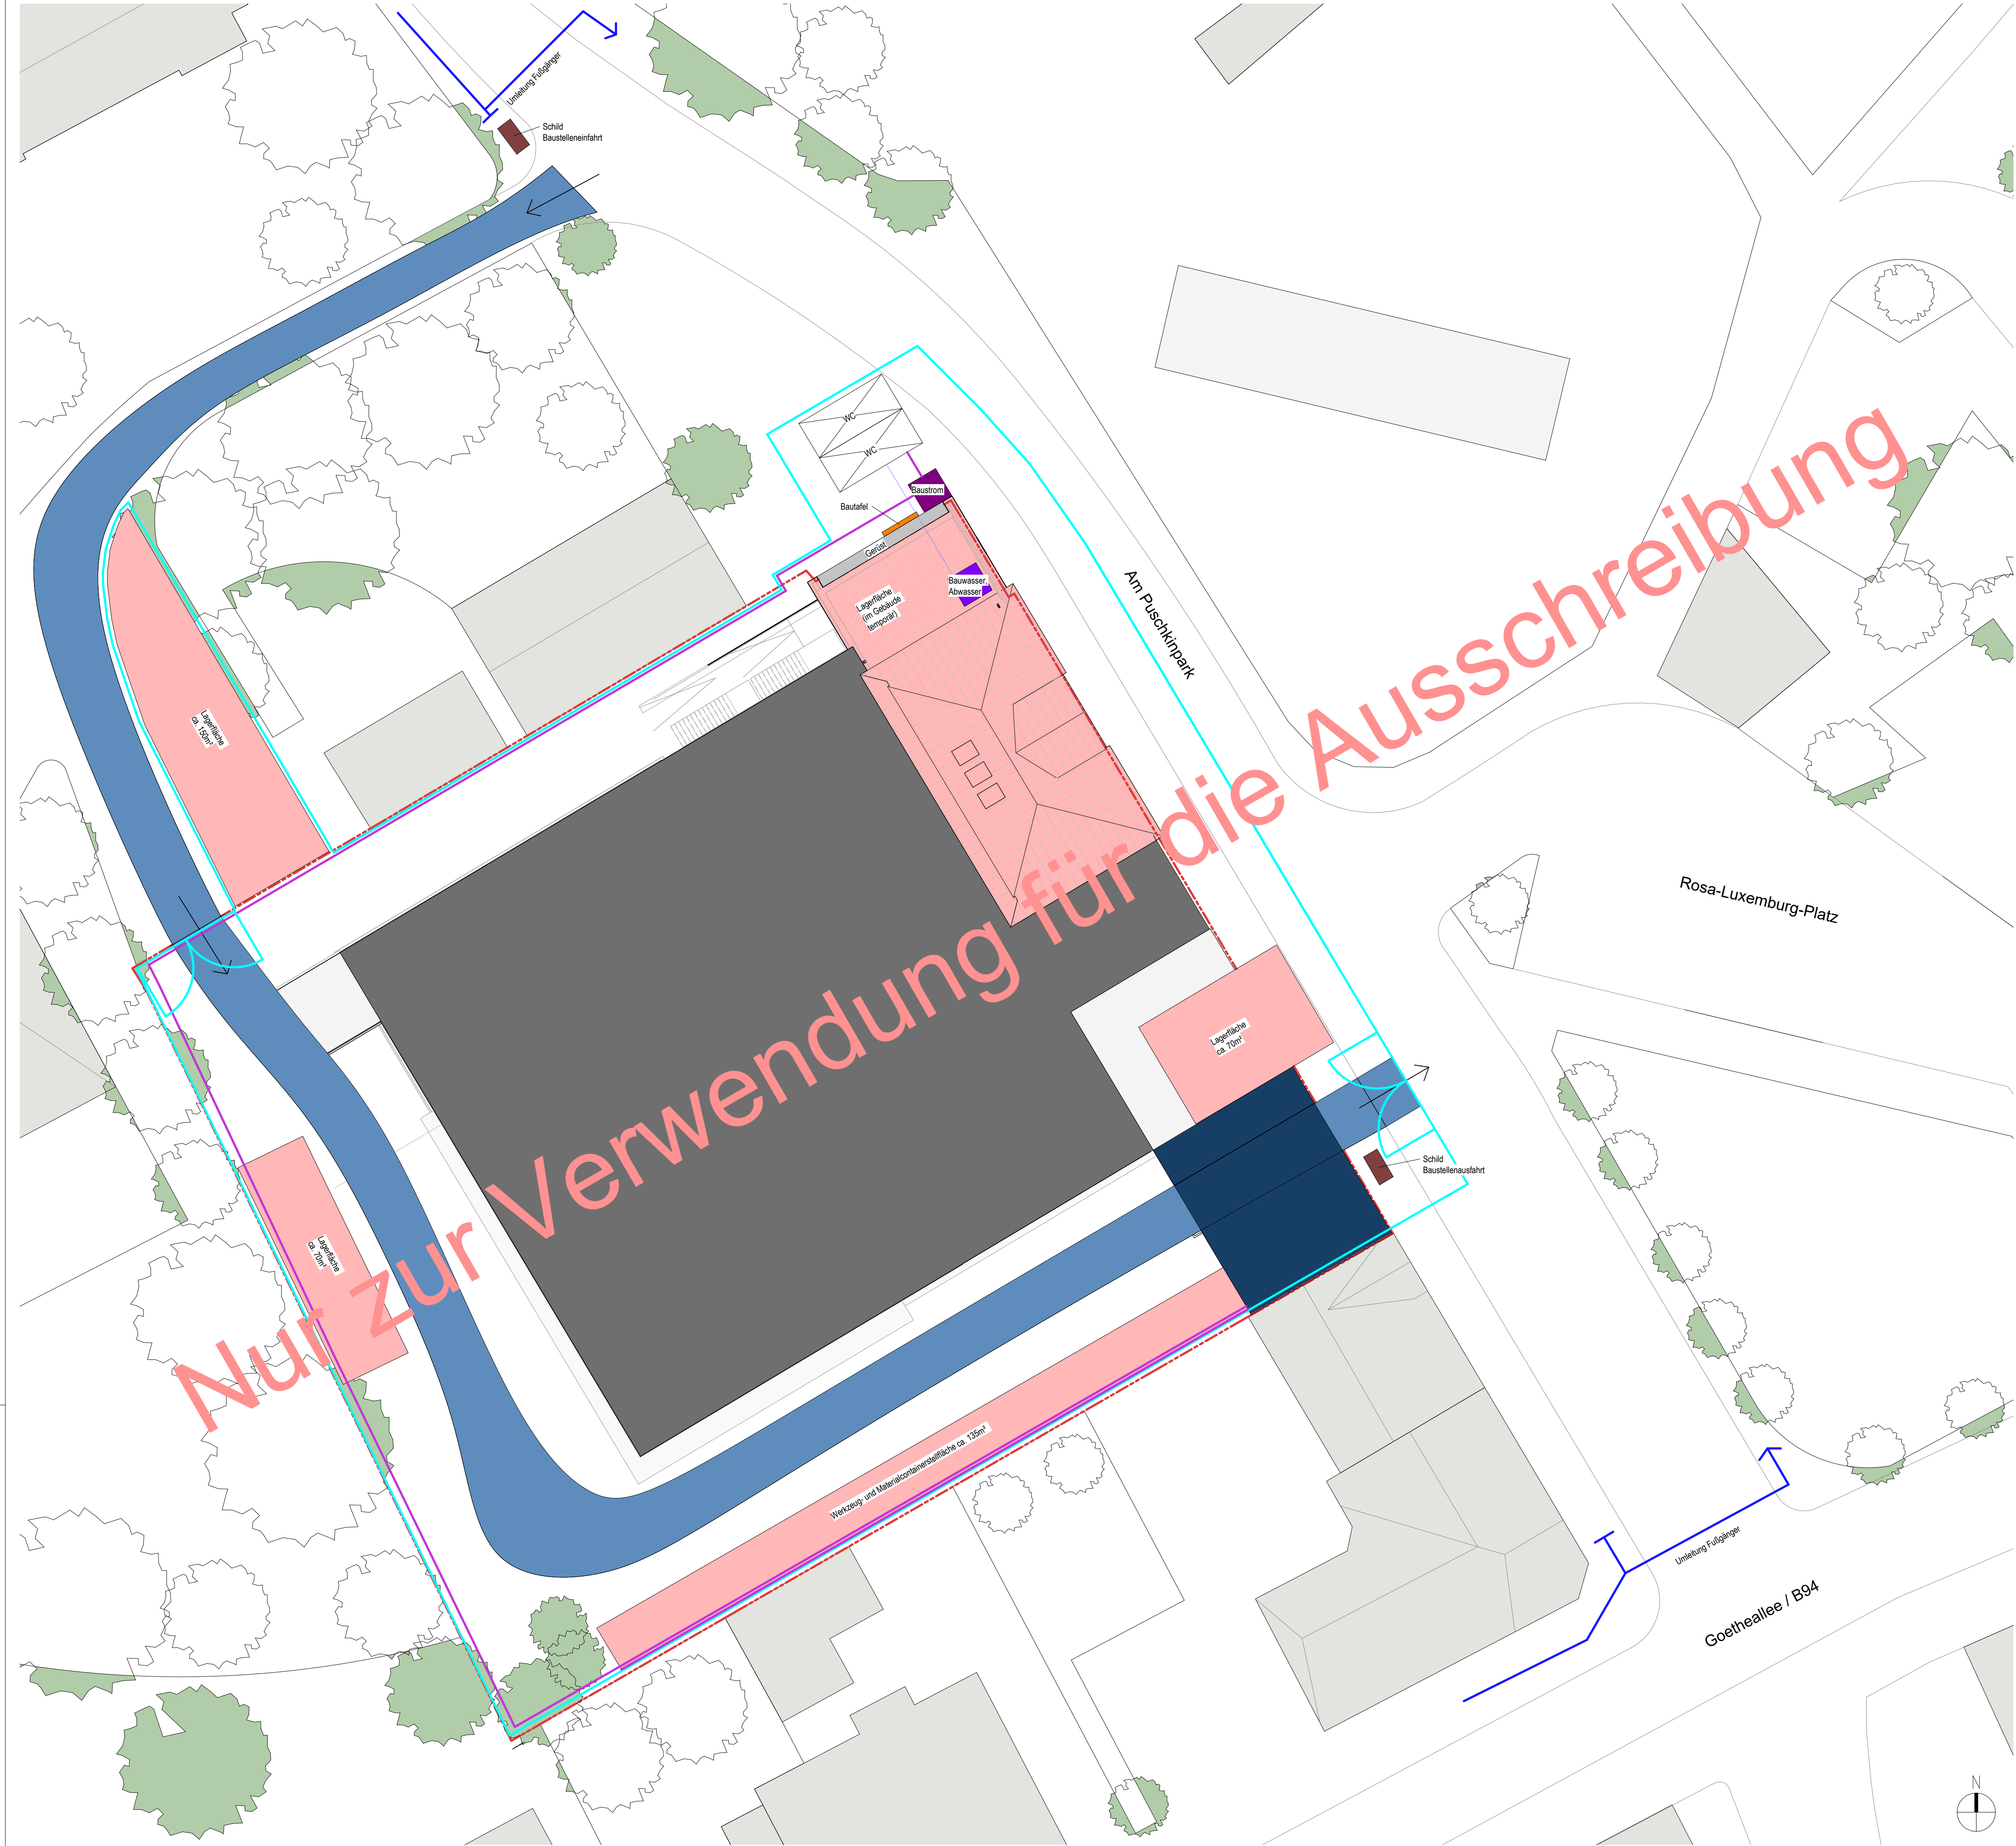 Umleitung Fußgänger
Schild
Baustelleneinfahrt
WC
WC
Baustrom
Bautafel
Gerüst
Bauwasser,
Abwasser
Lagerfläche
(im Gebäude
temporär)
Am Puschkinpark
Lagerfläche
ca. 150m²
Rosa-Luxemburg-Platz
Lagerfläche
ca. 70m²
Schild
Baustellenausfahrt
Lagerfläche
ca. 70m²
Werkzeug- und Materialcontainerstellfläche ca. 135m²
Umleitung Fußgänger
Goetheallee / B94
Nur zur Verwendung für die Ausschreibung
N